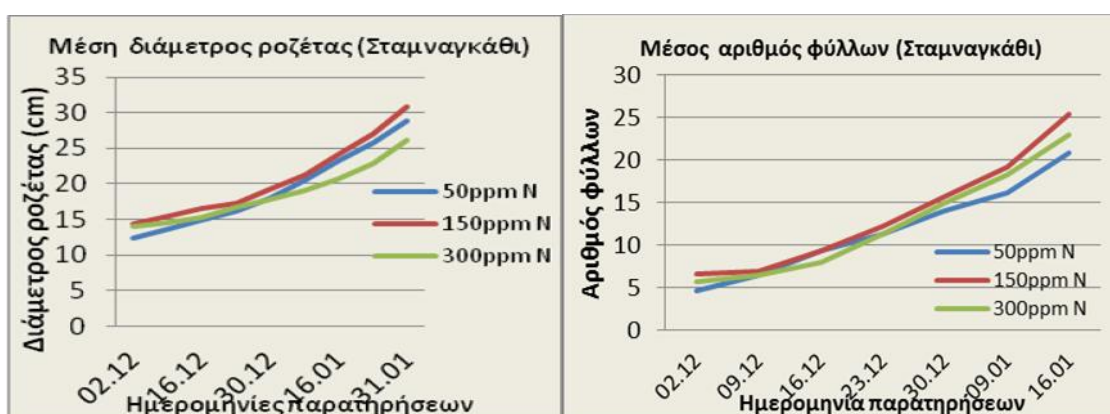 Μέση διάμετρος ροζέτας (Σταμναγκάθι)
Διάμετρος ροζέτας (cm)
35
30
25
20
15
10
5
0
50ppm N
150ppm N
300ppm N
02.12
16.12
30.12
16.01
31.01
Ημερομηνίες παρατηρήσεων
Μέσος αριθμός φύλλων (Σταμναγκάθι)
Αριθμός φύλλων
30
25
20
15
10
5
0
50ppm N
150ppm N
300ppm N
02.12
09.12
16.12
23.12
30.12
09.01
16.01
Ημερομηνία παρατηρήσεων